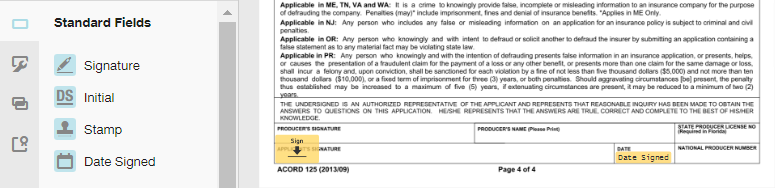 Standard Fields
Signature
DS Initial
Stamp
Date Signed
Applicable in ME, TN, VA and WA: It is a crime to knowingly provide false, incomplete or misleading information to an insurance company for the purpose
of defrauding the company. Penalties (may)* include imprisonment, fines and denial of insurance benefits. *Applies in ME Only.
Applicable in NJ: Any person who includes any false or misleading information on an application for an insurance policy is subject to criminal and civil
penalties.
Applicable in OR: Any person who knowingly and with intent to defraud or solicit another to defraud the insurer by submitting an application containing a
false statement as to any material fact may be violating state law.
Applicable in PR: Any person who knowingly and with the intention of defrauding presents false information in an insurance application, or presents, helps,
or causes the presentation of a fraudulent claim for the payment of a loss or any other benefit, or presents more than one claim for the same damage or loss,
shall incur a felony and, upon conviction, shall be sanctioned for each violation by a fine of not less than five thousand dollars ($5,000) and not more than ten
thousand dollars ($10,000), or a fixed term of imprisonment for three (3) years, or both penalties. Should aggravating circumstances [be] present, the penalty
thus established may be increased to a maximum of five (5) years, if extenuating circumstances are present, it may be reduced to a minimum of two (2)
years.
THE UNDERSIGNED IS AN AUTHORIZED REPRESENTATIVE OF THE APPLICANT AND REPRESENTS THAT REASONABLE INQUIRY HAS BEEN MADE TO OBTAIN THE
ANSWERS TO QUESTIONS ON THIS APPLICATION. HE/SHE REPRESENTS THAT THE ANSWERS ARE TRUE, CORRECT AND COMPLETE TO THE BEST OF HIS/HER
KNOWLEDGE.
PRODUCER'S SIGNATURE
PRODUCER'S NAME (Please Print)
STATE PRODUCER LICENSE NO
(Required in Florida)
Sign
APPLICANT'S SIGNATURE
DATE
Date Signed
NATIONAL PRODUCER NUMBER
ACORD 125 (2013/09)
Page 4 of 4